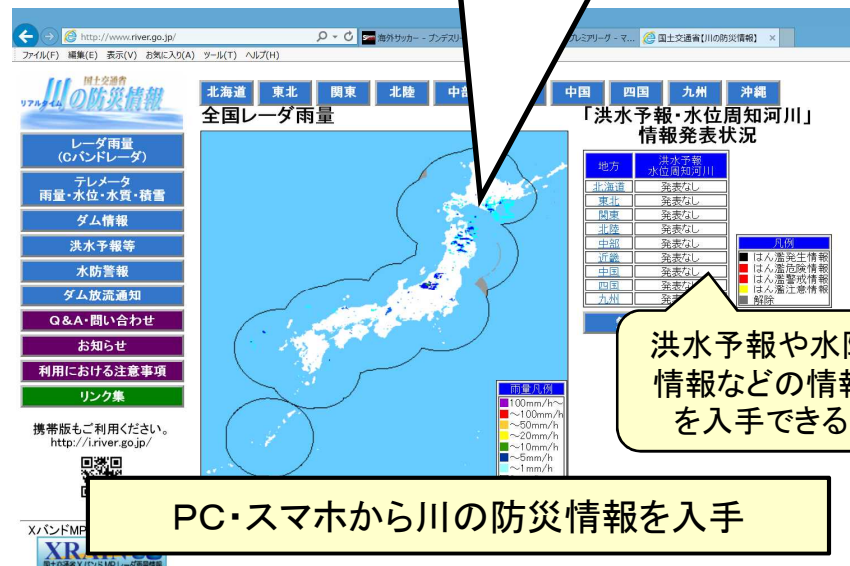 http://www.river.go.jp/
海外サッカー - ブンデスリ
プレミアリーグ - マ...
国土交通省【川の防災情報】
ファイル(F) 編集(E) 表示(V) お気に入り(A) ツール(T) ヘルプ(H)
国土交通省
リアルタイム 川の防災情報
北海道 東北 関東 北陸 中部 中国 四国 九州 沖縄
全国レーダ雨量
「洪水予報・水位周知河川」
情報発表状況
レーダ雨量
(Cバンドレーダ)
テレメータ
雨量・水位・水質・積雪
ダム情報
洪水予報等
水防警報
ダム放流通知
Q&A・問い合わせ
お知らせ
利用における注意事項
リンク集
携帯版もご利用ください。
http://i.river.go.jp/
地方 洪水予報
水位周知河川
北海道 発表なし
東北 発表なし
関東 発表なし
北陸 発表なし
中部 発表なし
近畿 発表なし
中国 発表なし
四国 発表なし
九州 発表
凡例
はん濫発生情報
はん濫危険情報
はん濫警戒情報
はん濫注意情報
解除
洪水予報や水防
情報などの情報
を入手できる
雨量凡例
100mm/h～
～100mm/h
～50mm/h
～20mm/h
～10mm/h
～5mm/h
～1mm/h
PC・スマホから川の防災情報を入手
XバンドMP
XRAIN
国土交通省XバンドMPレーダ雨量情報